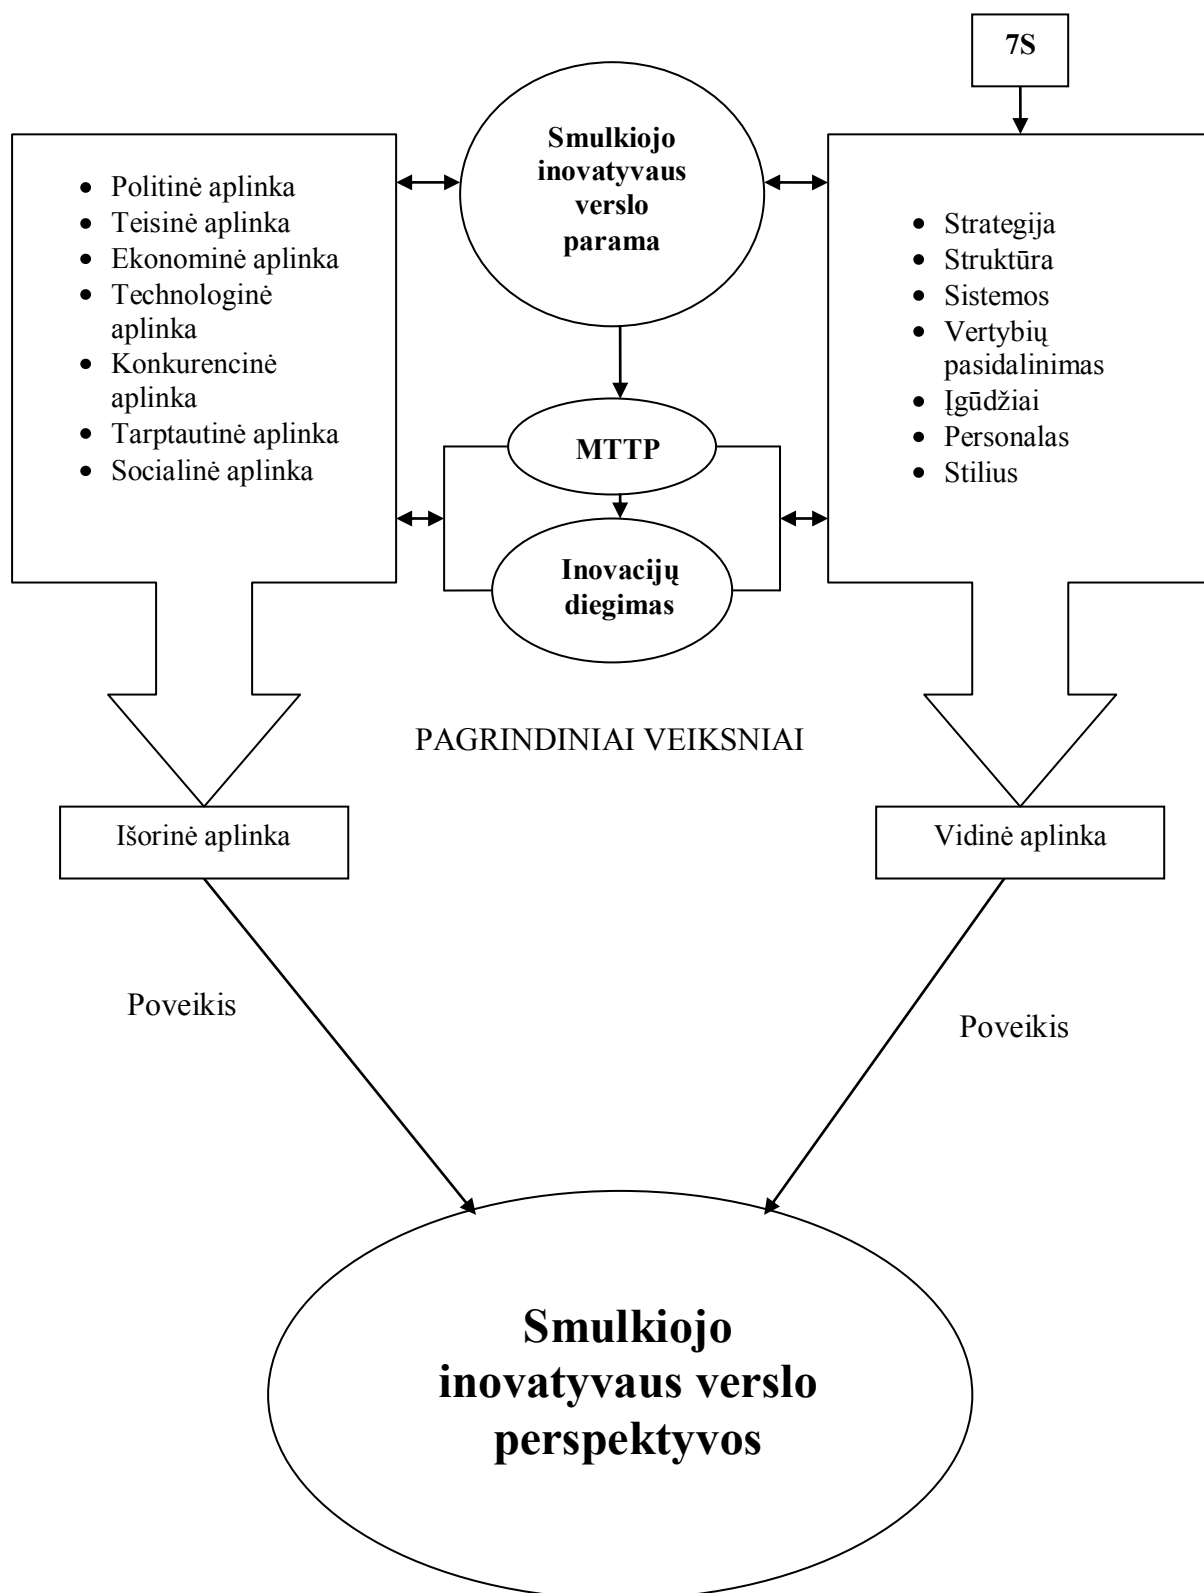 7S
Smulkiojo
inovatyvaus
verslo
parama
• Politinė aplinka
• Teisinė aplinka
• Ekonominė aplinka
• Technologinė
aplinka
• Konkurencinė
aplinka
• Tarptautinė aplinka
• Socialinė aplinka
• Strategija
• Struktūra
• Sistemos
• Vertybių
pasidalinimas
• Įgūdžiai
• Personalas
• Stilius
MTTP
Inovacijų
diegimas
PAGRINDINIAI VEIKSNIAI
Išorinė aplinka
Vidinė aplinka
Poveikis
Poveikis
Smulkiojo
inovatyvaus verslo
perspektyvos